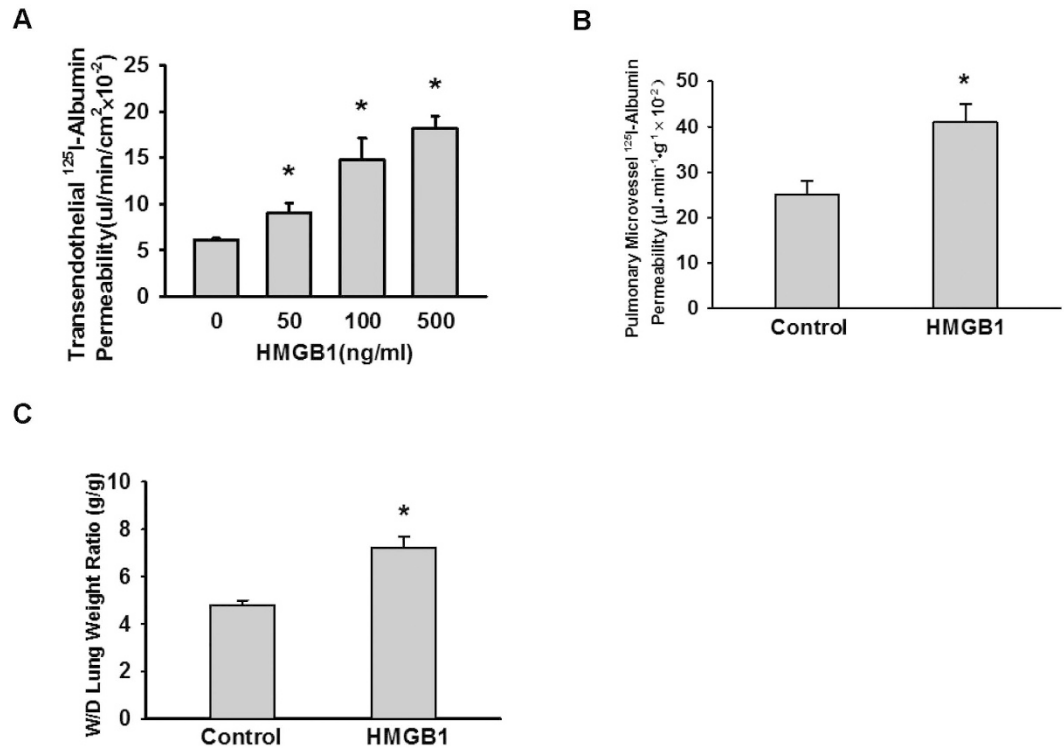 A
Transendothelial ¹²⁵I-Albumin
Permeability(ul/min/cm²×10⁻²)
25
20
15
10
5
0
*
*
*
0 50 100 500
HMGB1(ng/ml)
B
Pulmonary Microvessel ¹²⁵I-Albumin
Permeability (µl•min⁻¹•g⁻¹ × 10⁻²)
50
40
30
20
10
0
*
Control HMGB1
C
W/D Lung Weight Ratio (g/g)
10
8
6
4
2
0
*
Control HMGB1